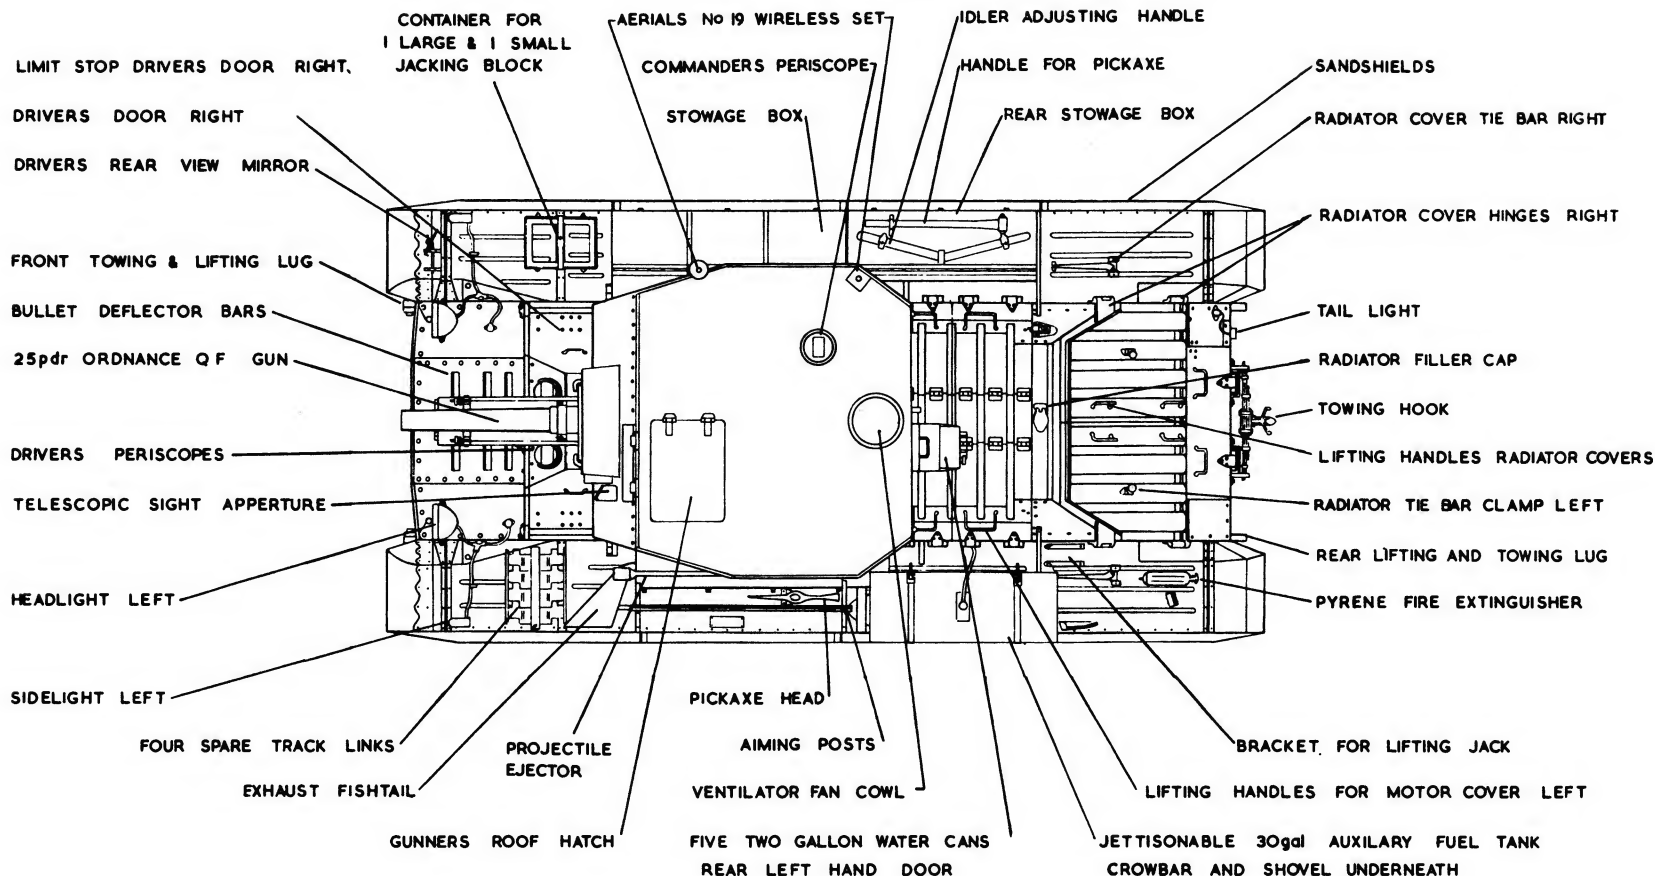 CONTAINER FOR
1 LARGE & 1 SMALL
JACKING BLOCK
AERIALS No 19 WIRELESS SET
IDLER ADJUSTING HANDLE
LIMIT STOP DRIVERS DOOR RIGHT.
COMMANDERS PERISCOPE
HANDLE FOR PICKAXE
SANDSHIELDS
DRIVERS DOOR RIGHT
STOWAGE BOX
REAR STOWAGE BOX
RADIATOR COVER TIE BAR RIGHT
DRIVERS REAR VIEW MIRROR
RADIATOR COVER HINGES RIGHT
FRONT TOWING & LIFTING LUG
BULLET DEFLECTOR BARS
TAIL LIGHT
25pdr ORDNANCE Q F GUN
RADIATOR FILLER CAP
TOWING HOOK
DRIVERS PERISCOPES
LIFTING HANDLES RADIATOR COVERS
TELESCOPIC SIGHT APPERTURE
RADIATOR TIE BAR CLAMP LEFT
REAR LIFTING AND TOWING LUG
HEADLIGHT LEFT
PYRENE FIRE EXTINGUISHER
SIDELIGHT LEFT
PICKAXE HEAD
FOUR SPARE TRACK LINKS
PROJECTILE
EJECTOR
AIMING POSTS
BRACKET. FOR LIFTING JACK
EXHAUST FISHTAIL
VENTILATOR FAN COWL
LIFTING HANDLES FOR MOTOR COVER LEFT
GUNNERS ROOF HATCH
FIVE TWO GALLON WATER CANS
REAR LEFT HAND DOOR
JETTISONABLE 30gal AUXILARY FUEL TANK
CROWBAR AND SHOVEL UNDERNEATH